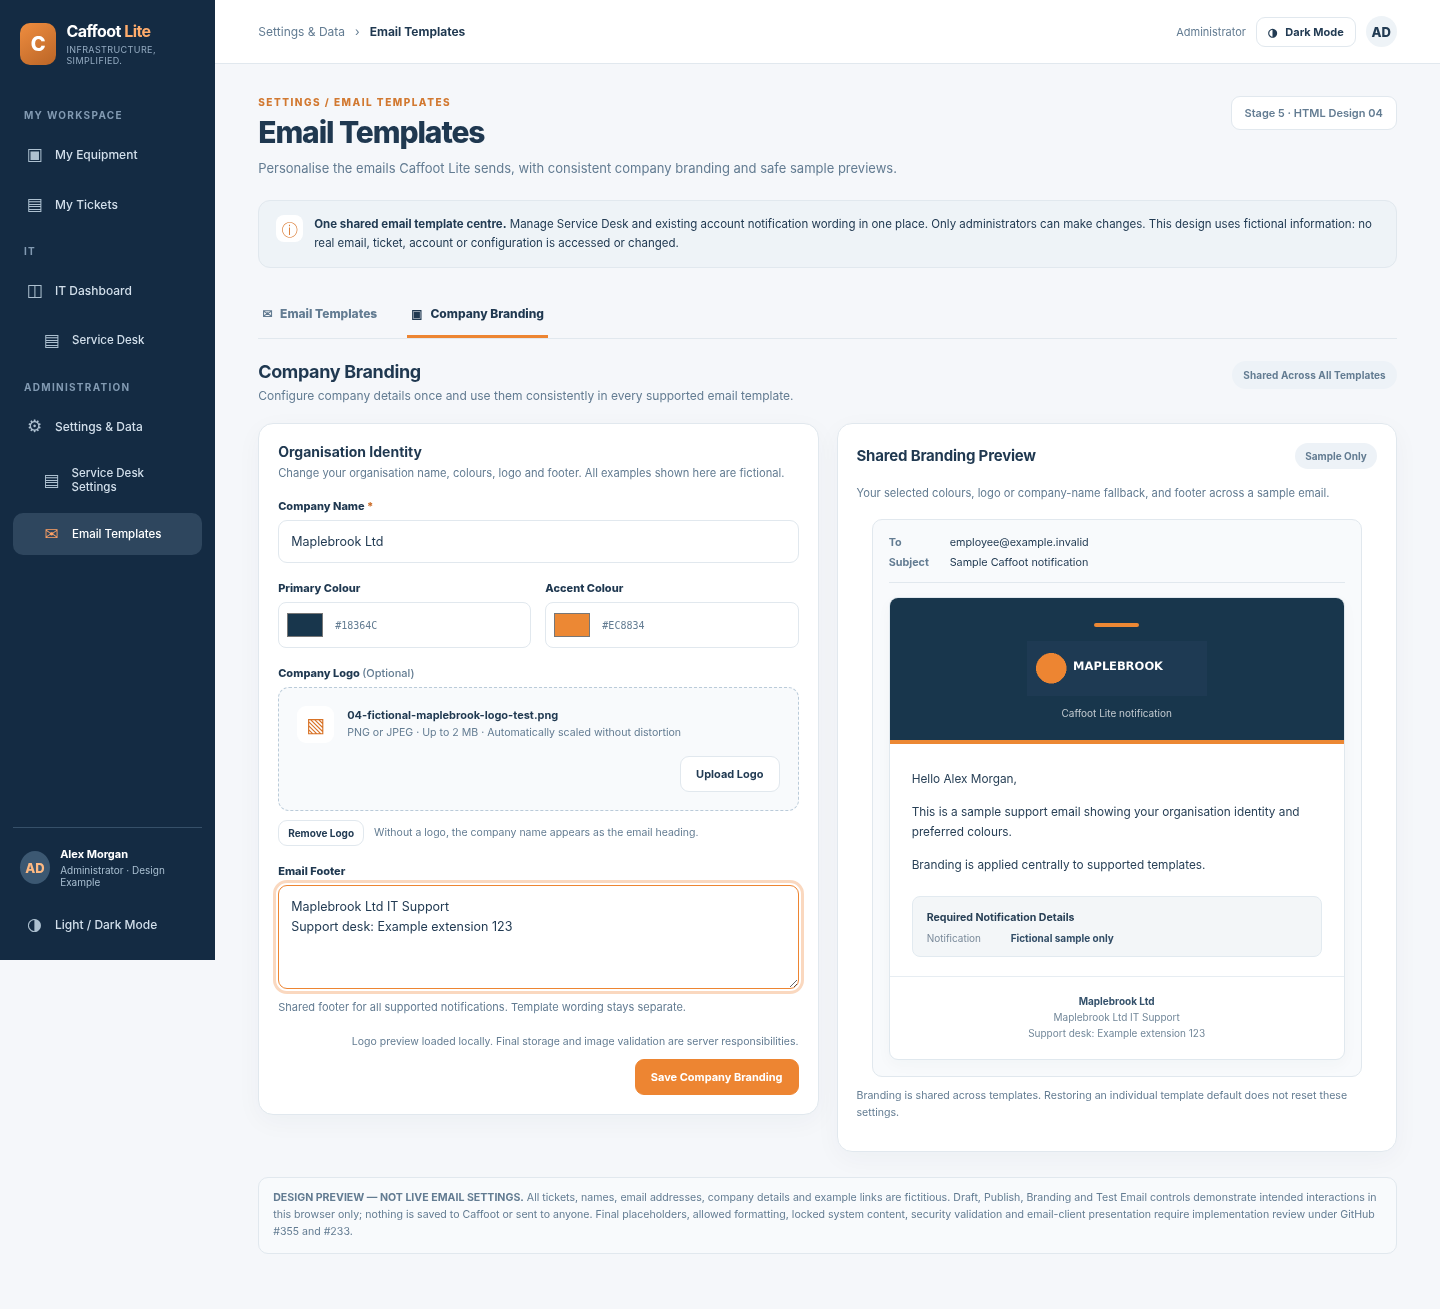 C
Caffoot Lite
INFRASTRUCTURE,
SIMPLIFIED.
MY WORKSPACE
My Equipment
My Tickets
IT
IT Dashboard
Service Desk
ADMINISTRATION
Settings & Data
Service Desk
Settings
Email Templates
AD
Alex Morgan
Administrator · Design
Example
Light / Dark Mode
Settings & Data › Email Templates
Administrator
Dark Mode
AD
SETTINGS / EMAIL TEMPLATES
Email Templates
Personalise the emails Caffoot Lite sends, with consistent company branding and safe sample previews.
Stage 5 · HTML Design 04
One shared email template centre. Manage Service Desk and existing account notification wording in one place. Only administrators can make changes. This design uses fictional information: no
real email, ticket, account or configuration is accessed or changed.
Email Templates
Company Branding
Company Branding
Configure company details once and use them consistently in every supported email template.
Shared Across All Templates
Organisation Identity
Change your organisation name, colours, logo and footer. All examples shown here are fictional.
Company Name *
Maplebrook Ltd
Primary Colour
Accent Colour
#18364C
#EC8834
Company Logo (Optional)
04-fictional-maplebrook-logo-test.png
PNG or JPEG · Up to 2 MB · Automatically scaled without distortion
Upload Logo
Remove Logo
Without a logo, the company name appears as the email heading.
Email Footer
Maplebrook Ltd IT Support
Support desk: Example extension 123
Shared footer for all supported notifications. Template wording stays separate.
Logo preview loaded locally. Final storage and image validation are server responsibilities.
Save Company Branding
Shared Branding Preview
Sample Only
Your selected colours, logo or company-name fallback, and footer across a sample email.
To employee@example.invalid
Subject Sample Caffoot notification
MAPLEBROOK
Caffoot Lite notification
Hello Alex Morgan,
This is a sample support email showing your organisation identity and
preferred colours.
Branding is applied centrally to supported templates.
Required Notification Details
Notification Fictional sample only
Maplebrook Ltd
Maplebrook Ltd IT Support
Support desk: Example extension 123
Branding is shared across templates. Restoring an individual template default does not reset these
settings.
DESIGN PREVIEW — NOT LIVE EMAIL SETTINGS. All tickets, names, email addresses, company details and example links are fictitious. Draft, Publish, Branding and Test Email controls demonstrate intended interactions in
this browser only; nothing is saved to Caffoot or sent to anyone. Final placeholders, allowed formatting, locked system content, security validation and email-client presentation require implementation review under GitHub
#355 and #233.